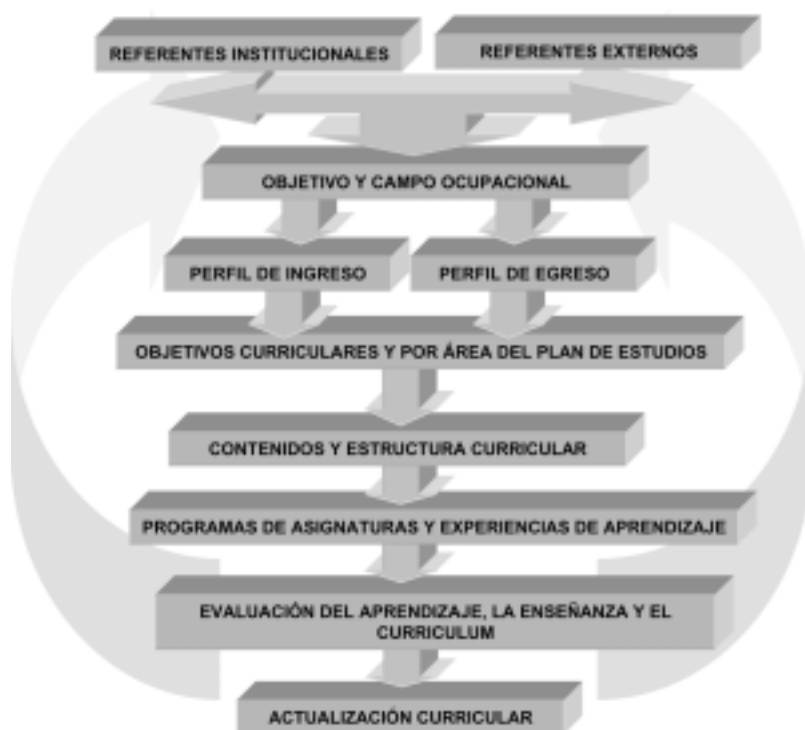 REFERENTES INSTITUCIONALES
REFERENTES EXTERNOS
OBJETIVO Y CAMPO OCUPACIONAL
PERFIL DE INGRESO
PERFIL DE EGRESO
OBJETIVOS CURRICULARES Y POR ÁREA DEL PLAN DE ESTUDIOS
CONTENIDOS Y ESTRUCTURA CURRICULAR
PROGRAMAS DE ASIGNATURAS Y EXPERIENCIAS DE APRENDIZAJE
EVALUACIÓN DEL APRENDIZAJE, LA ENSEÑANZA Y EL
CURRICULUM
ACTUALIZACIÓN CURRICULAR